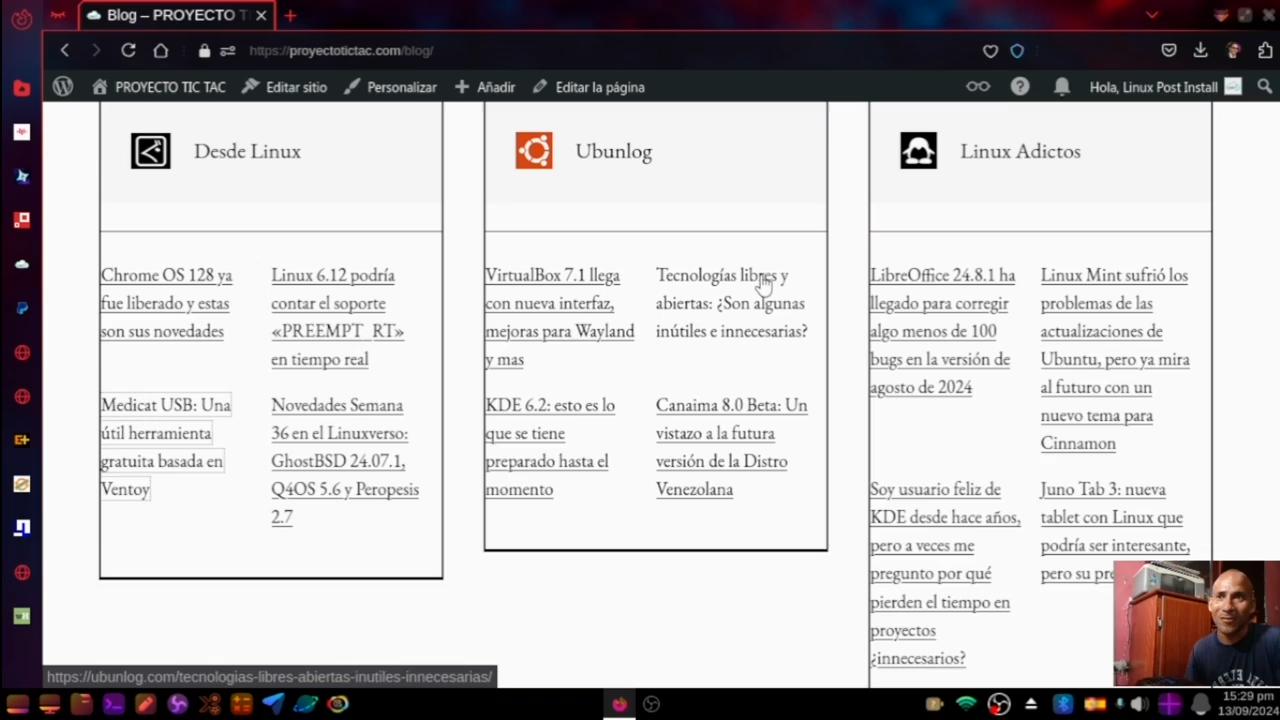 Blog – PROYECTO T
https://proyectotictac.com/blog/
PROYECTO TIC TAC
Editar sitio
Personalizar
Añadir
Editar la página
Hola, Linux Post Install
Desde Linux
Chrome OS 128 ya
fue liberado y estas
son sus novedades
Linux 6.12 podría
contar el soporte
«PREEMPT_RT»
en tiempo real
Medicat USB: Una
útil herramienta
gratuita basada en
Ventoy
Novedades Semana
36 en el Linuxverso:
GhostBSD 24.07.1,
Q4OS 5.6 y Peropesis
2.7
Ubunlog
VirtualBox 7.1 llega
con nueva interfaz,
mejoras para Wayland
y mas
Tecnologías libres y
abiertas: ¿Son algunas
inútiles e innecesarias?
KDE 6.2: esto es lo
que se tiene
preparado hasta el
momento
Canaima 8.0 Beta: Un
vistazo a la futura
versión de la Distro
Venezolana
Linux Adictos
LibreOffice 24.8.1 ha
llegado para corregir
algo menos de 100
bugs en la versión de
agosto de 2024
Linux Mint sufrió los
problemas de las
actualizaciones de
Ubuntu, pero ya mira
al futuro con un
nuevo tema para
Cinnamon
Soy usuario feliz de
KDE desde hace años,
pero a veces me
pregunto por qué
pierden el tiempo en
proyectos
¿innecesarios?
Juno Tab 3: nueva
tablet con Linux que
podría ser interesante,
pero su
https://ubunlog.com/tecnologias-libres-abiertas-inutiles-innecesarias/
15:29 pm
13/09/2024